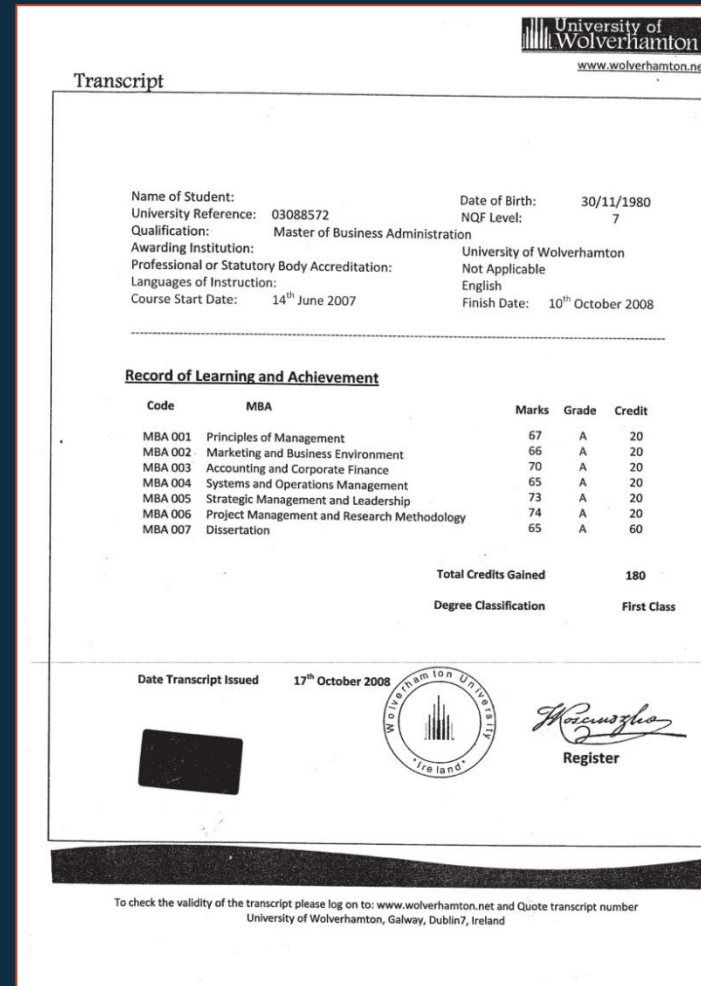 University of
Wolverhamton
www.wolverhamton.ne
Transcript
Name of Student:
Date of Birth: 30/11/1980
University Reference: 03088572
NQF Level: 7
Qualification: Master of Business Administration
Awarding Institution: University of Wolverhamton
Professional or Statutory Body Accreditation: Not Applicable
Languages of Instruction: English
Course Start Date: 14th June 2007 Finish Date: 10th October 2008
Record of Learning and Achievement
Code MBA Marks Grade Credit
MBA 001 Principles of Management 67 A 20
MBA 002 Marketing and Business Environment 66 A 20
MBA 003 Accounting and Corporate Finance 70 A 20
MBA 004 Systems and Operations Management 65 A 20
MBA 005 Strategic Management and Leadership 73 A 20
MBA 006 Project Management and Research Methodology 74 A 20
MBA 007 Dissertation 65 A 60
Total Credits Gained 180
Degree Classification First Class
Date Transcript Issued 17th October 2008
Wolverhamton University
*Ireland*
Register
To check the validity of the transcript please log on to: www.wolverhamton.net and Quote transcript number
University of Wolverhamton, Galway, Dublin7, Ireland